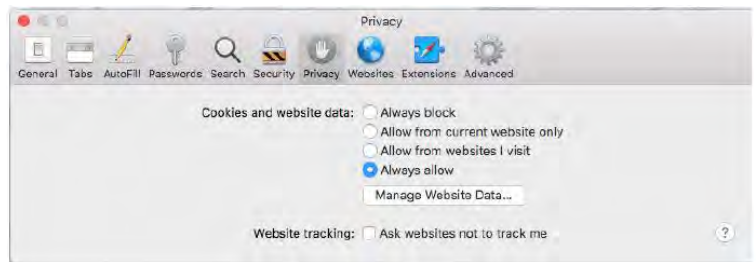 Privacy
General Tabs AutoFill Passwords Search Security Privacy Websites Extensions Advanced
Cookies and website data: Always block
Allow from current website only
Allow from websites I visit
Always allow
Manage Website Data...
Website tracking: Ask websites not to track me ?